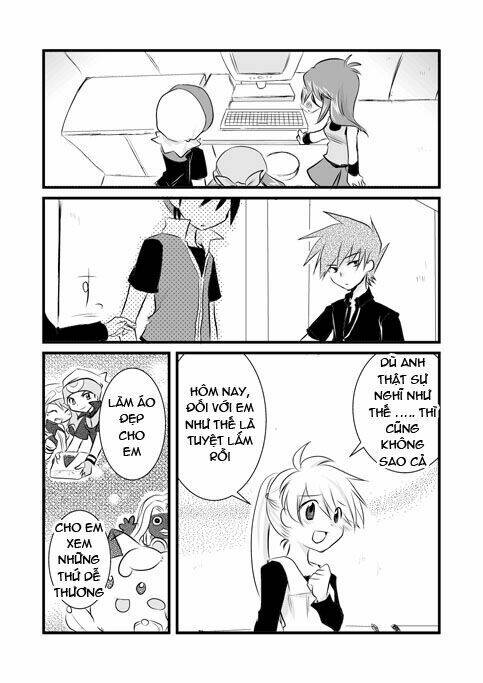 DÙ ANH
THẬT SỰ
NGHĨ NHƯ
THẾ ..... THÌ
CŨNG
KHÔNG
SAO CẢ
HÔM NAY,
ĐỐI VỚI EM
NHƯ THẾ LÀ
TUYỆT LẮM
RỒI
LÀM ÁO
ĐẸP
CHO
EM
CHO EM
XEM
NHỮNG
THỨ DỄ
THƯƠNG